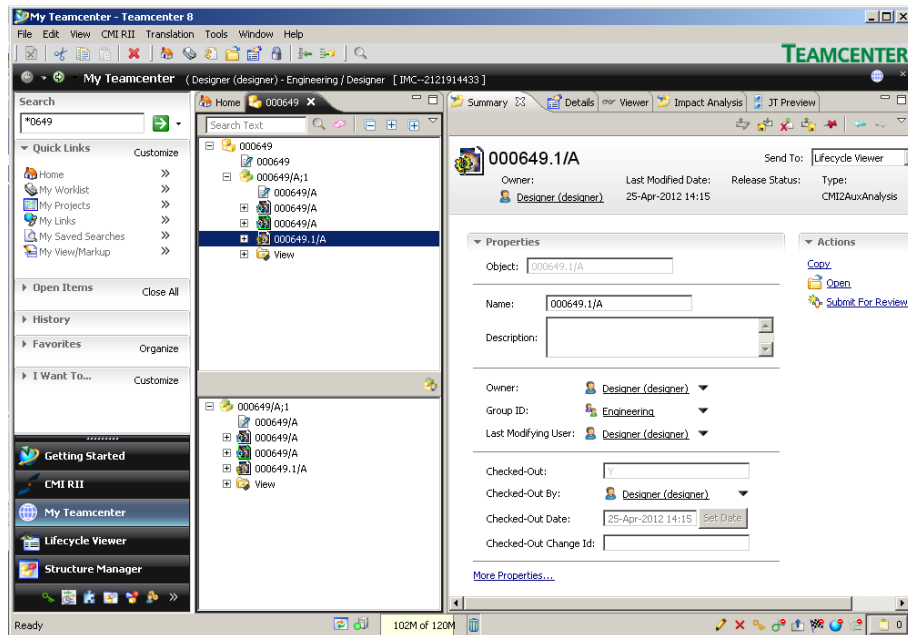 My Teamcenter - Teamcenter 8
File Edit View CMI RII Translation Tools Window Help
TEAMCENTER
My Teamcenter ( Designer (designer) - Engineering / Designer [ IMC--2121914433 ]
Search
*0649
Quick Links Customize
Home
My Worklist
My Projects
My Links
My Saved Searches
My View/Markup
Open Items Close All
History
Favorites Organize
I Want To... Customize
Getting Started
CMI RII
My Teamcenter
Lifecycle Viewer
Structure Manager
Home 000649
Search Text
000649
000649
000649/A;1
000649/A
000649/A
000649/A
000649.1/A
View
000649/A;1
000649/A
000649/A
000649/A
000649.1/A
View
Summary Details Viewer Impact Analysis JT Preview
000649.1/A
Send To: Lifecycle Viewer
Owner: Last Modified Date: Release Status: Type:
Designer (designer) 25-Apr-2012 14:15 CMI2AuxAnalysis
Properties
Object: 000649.1/A
Name: 000649.1/A
Description:
Owner: Designer (designer)
Group ID: Engineering
Last Modifying User: Designer (designer)
Checked-Out: Y
Checked-Out By: Designer (designer)
Checked-Out Date: 25-Apr-2012 14:15 Set Date
Checked-Out Change Id:
More Properties...
Actions
Copy
Open
Submit For Review
Ready 102M of 120M 0